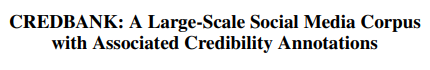 CREDBANK: A Large-Scale Social Media Corpus
with Associated Credibility Annotations